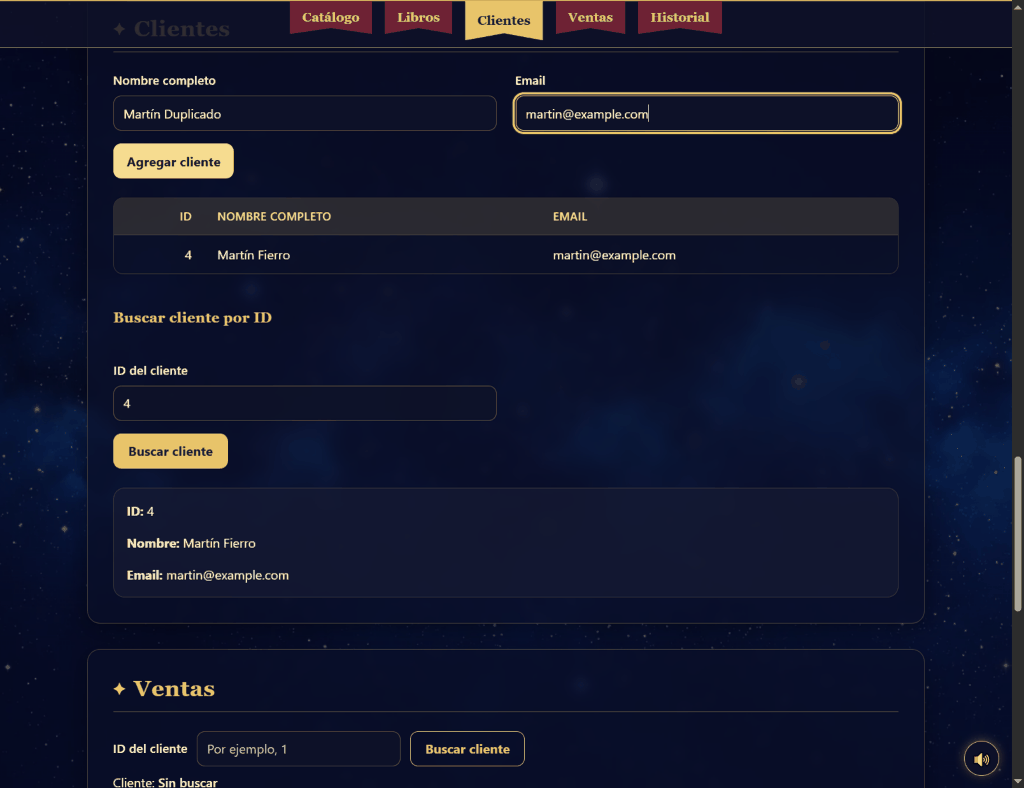 Catálogo Libros Clientes Ventas Historial
✦ Clientes
Nombre completo Email
Martín Duplicado martin@example.com
Agregar cliente
ID NOMBRE COMPLETO EMAIL
4 Martín Fierro martin@example.com
Buscar cliente por ID
ID del cliente
4
Buscar cliente
ID: 4
Nombre: Martín Fierro
Email: martin@example.com
✦ Ventas
ID del cliente Por ejemplo, 1 Buscar cliente
Cliente: Sin buscar